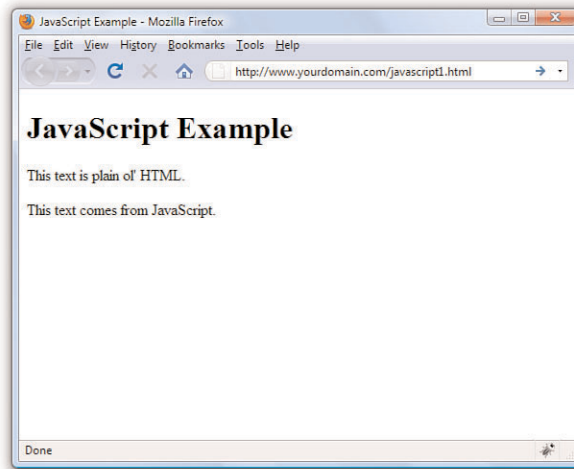 JavaScript Example - Mozilla Firefox
File Edit View History Bookmarks Tools Help
http://www.yourdomain.com/javascript1.html
JavaScript Example
This text is plain ol' HTML.
This text comes from JavaScript.
Done